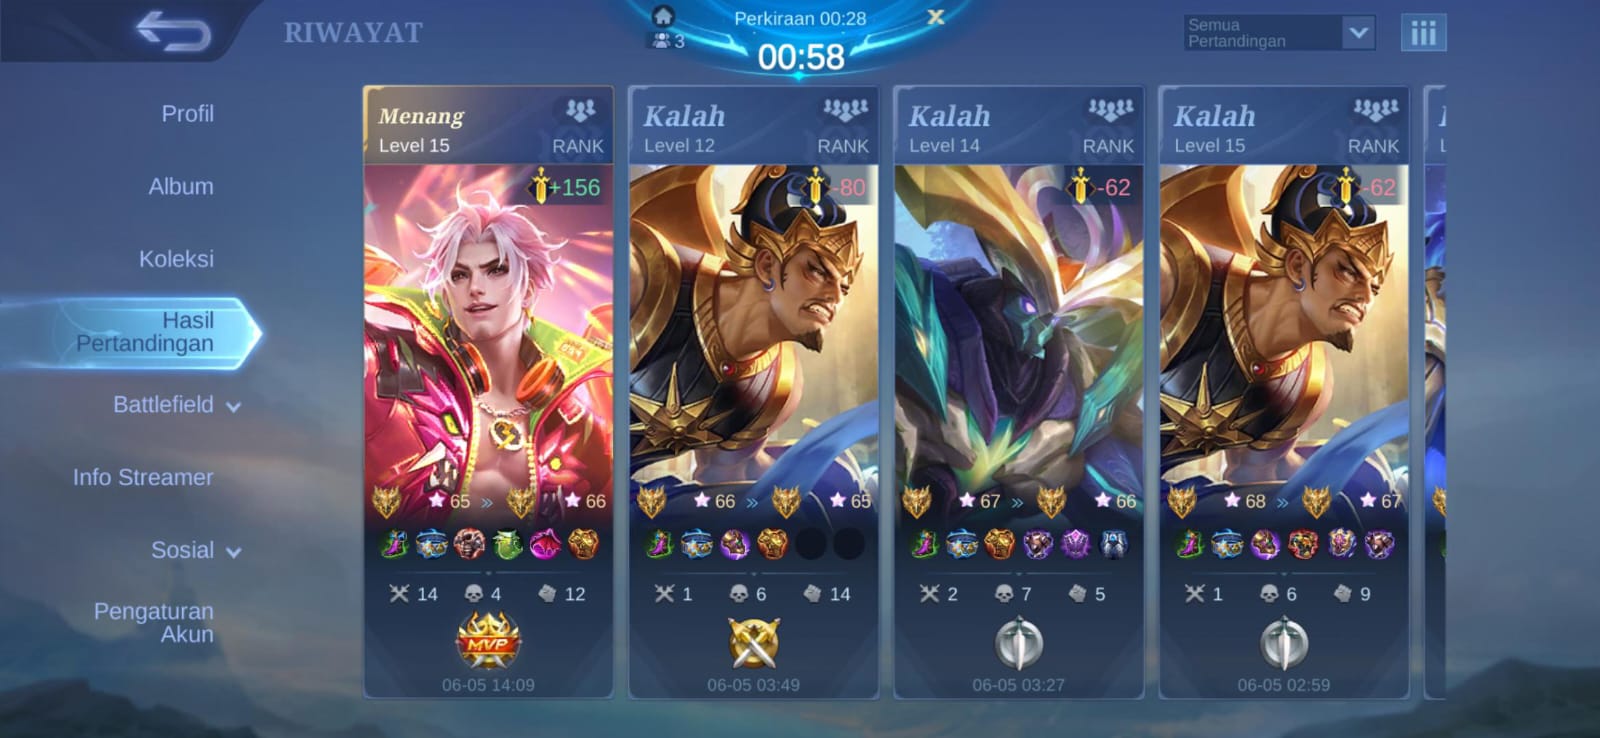 RIWAYAT
3
Perkiraan 00:28
X
00:58
Semua
Pertandingan
Profil
Album
Koleksi
Hasil
Pertandingan
Battlefield
Info Streamer
Sosial
Pengaturan
Akun
Menang
Level 15
RANK
+156
65 » 66
14 4 12
MVP
06-05 14:09
Kalah
Level 12
RANK
-80
66 » 65
1 6 14
06-05 03:49
Kalah
Level 14
RANK
-62
67 » 66
2 7 5
06-05 03:27
Kalah
Level 15
RANK
-62
68 » 67
1 6 9
06-05 02:59